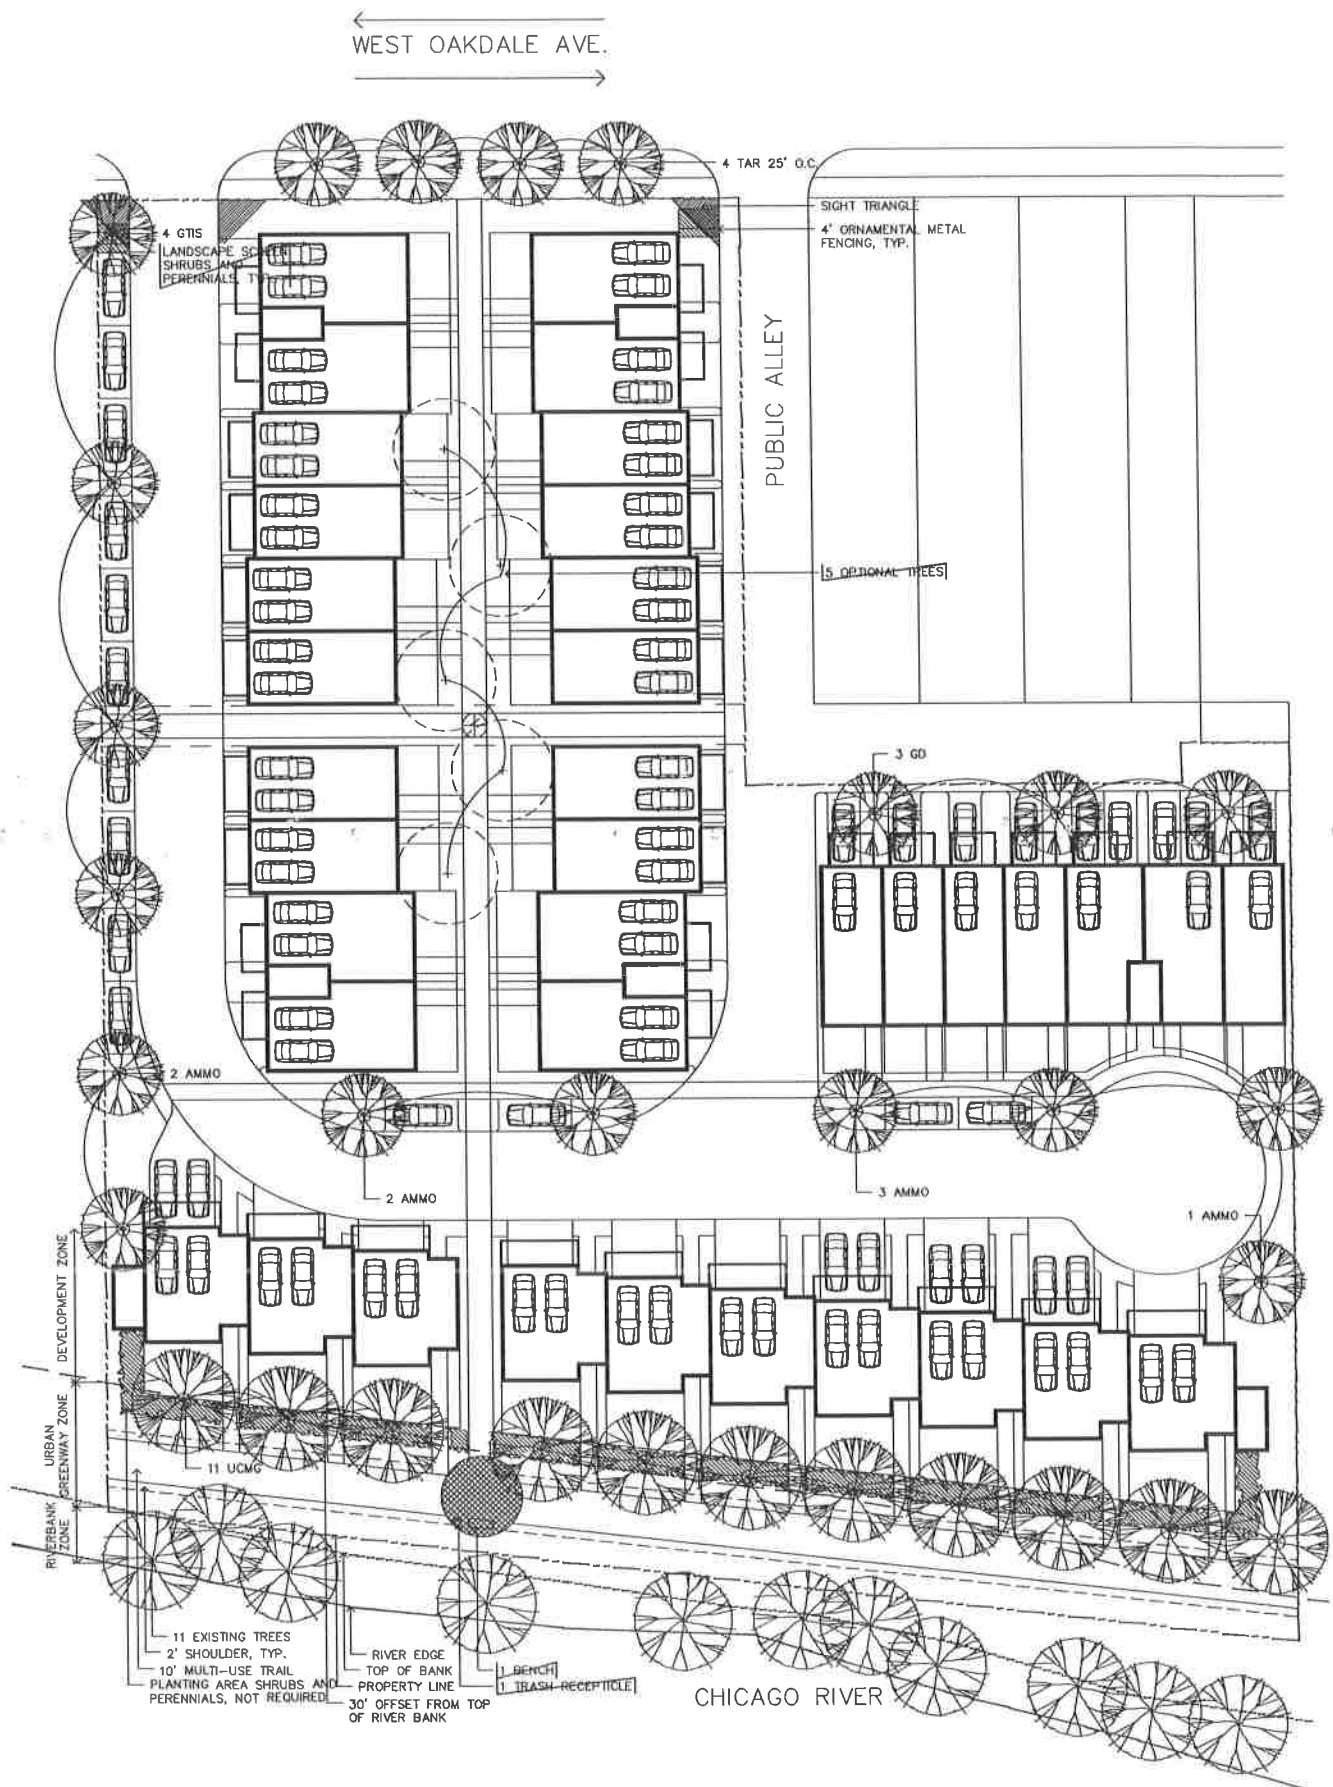 WEST OAKDALE AVE.
4 TAR 25' O.C.
SIGHT TRIANGLE
4' ORNAMENTAL METAL
FENCING, TYP.
4 GTIS
LANDSCAPE SCREEN
SHRUBS AND
PERENNIALS, TYP.
PUBLIC ALLEY
5 OPTIONAL TREES
3 GD
2 AMMO
2 AMMO
3 AMMO
1 AMMO
DEVELOPMENT ZONE
URBAN
GREENWAY ZONE
RIVERBANK
ZONE
11 UCMG
11 EXISTING TREES
2' SHOULDER, TYP.
10' MULTI-USE TRAIL
PLANTING AREA SHRUBS AND
PERENNIALS, NOT REQUIRED
RIVER EDGE
TOP OF BANK
PROPERTY LINE
30' OFFSET FROM TOP
OF RIVER BANK
1 BENCH
1 TRASH RECEPTICLE
CHICAGO RIVER